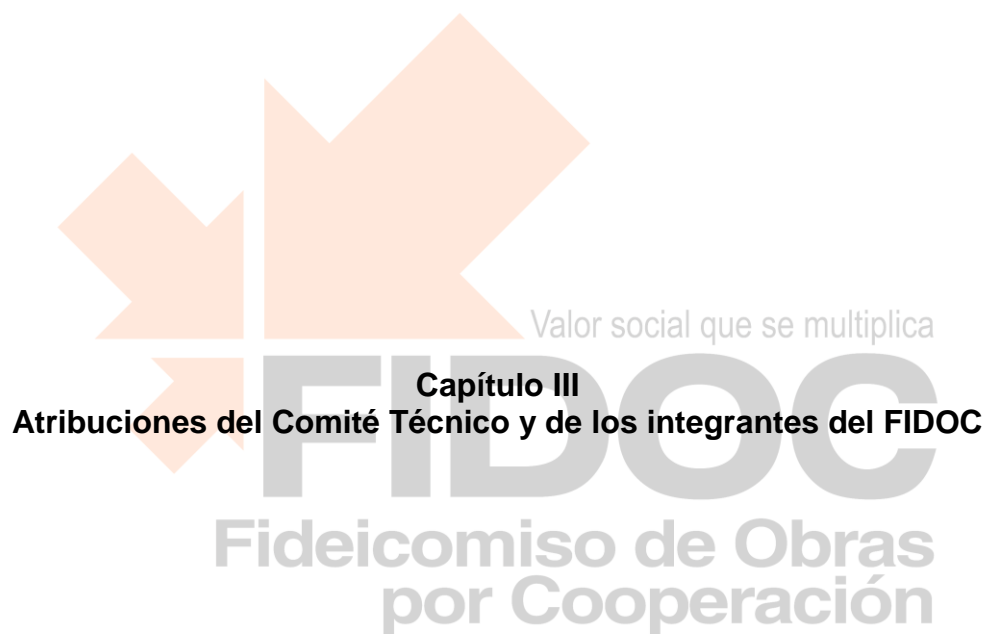 Valor social que se multiplica
Capítulo III
Atribuciones del Comité Técnico y de los integrantes del FIDOC
FIDOC
Fideicomiso de Obras
por Cooperación